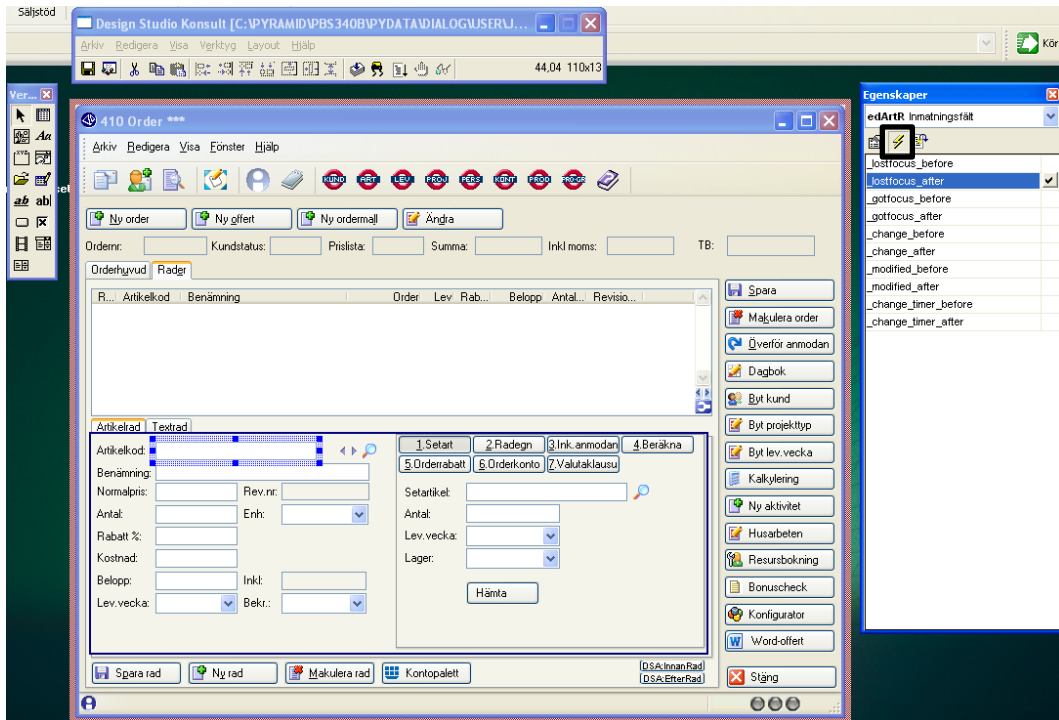 Säljstöd
Design Studio Konsult [C:\PYRAMID\PBS340B\PYDATA\DIALOG\USER\J...
Arkiv Redigera Visa Verktyg Layout Hjälp
44,04 110x13
Kör
Ver...
Aa
ab ab|
410 Order ***
Arkiv Redigera Visa Fönster Hjälp
KUND ART LEV PROJ PERS KONT PROD PROGR
Ny order Ny offert Ny ordermall Ändra
Ordernr: Kundstatus: Prislista: Summa: Inkl moms: TB:
Orderhuvud Rader
R... Artikelkod Benämning Order Lev Rab... Belopp Antal... Revisio...
Spara
Makulera order
Överför anmodan
Dagbok
Byt kund
Byt projekttyp
Byt lev.vecka
Kalkylering
Ny aktivitet
Husarbeten
Resursbokning
Bonuscheck
Konfigurator
Word-offert
Stäng
Artikelrad Textrad
Artikelkod:
Benämning:
Normalpris: Rev.nr:
Antal: Enh:
Rabatt %:
Kostnad:
Belopp: Inkl:
Lev.vecka: Bekr.:
1.Setart 2.Radegn 3.Ink.anmodan 4.Beräkna
5.Orderrabatt 6.Orderkonto 7.Valutaklausu
Setartikel:
Antal:
Lev.vecka:
Lager:
Hämta
Spara rad Ny rad Makulera rad Kontopalett
DSA:InnanRad
DSA:EfterRad
Egenskaper
edArtR Inmatningsfält
_lostfocus_before
_lostfocus_after
_gotfocus_before
_gotfocus_after
_change_before
_change_after
_modified_before
_modified_after
_change_timer_before
_change_timer_after